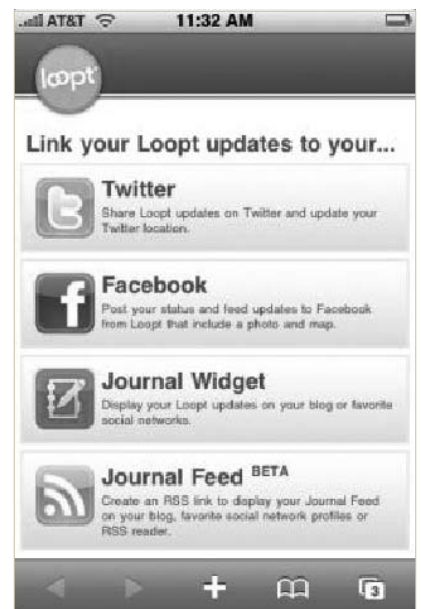 AT&T 11:32 AM
loopt
Link your Loopt updates to your...
Twitter
Share Loopt updates on Twitter and update your
Twitter location.
Facebook
Post your status and feed updates to Facebook
from Loopt that include a photo and map.
Journal Widget
Display your Loopt updates on your blog or favorite
social networks.
Journal Feed BETA
Create an RSS link to display your Journal Feed
on your blog, favorite social network profiles or
RSS reader.
3